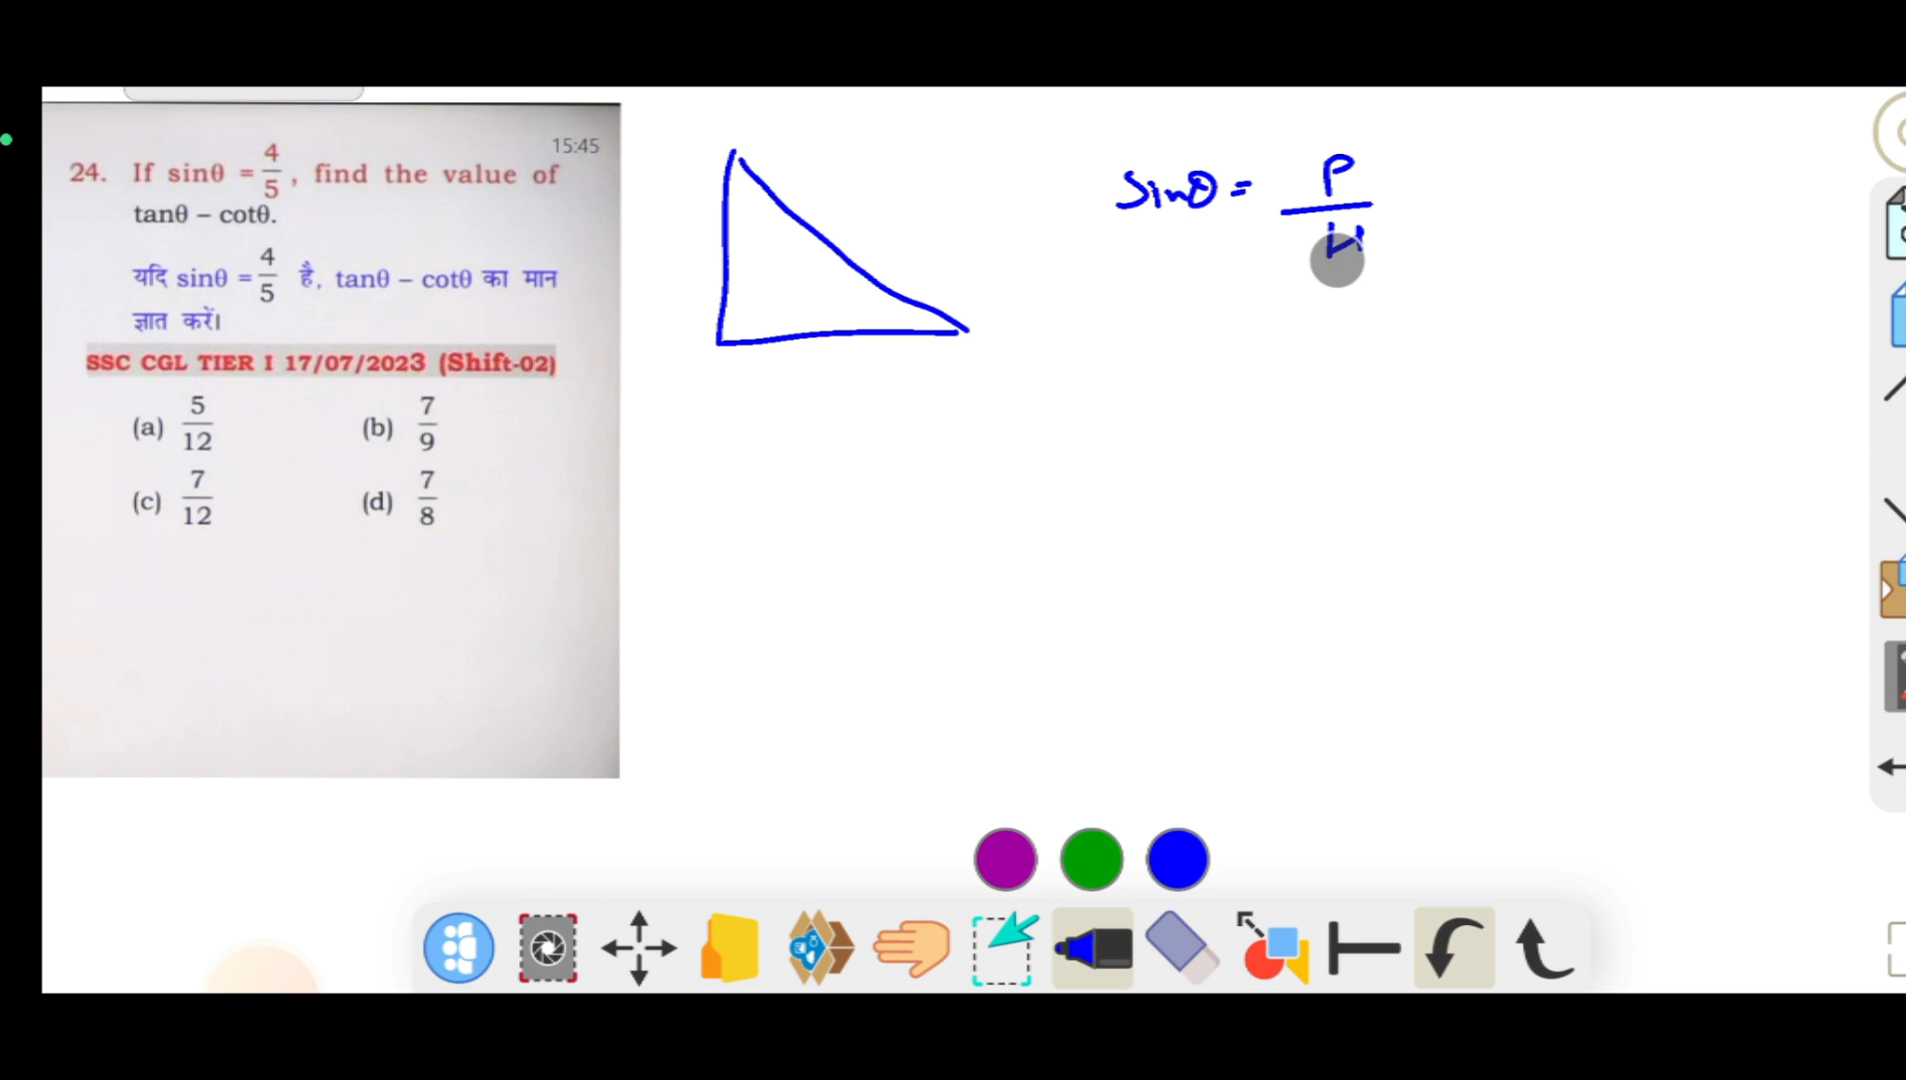 15:45
24. If sinθ = 4/5, find the value of
tanθ – cotθ.
यदि sinθ = 4/5 है, tanθ – cotθ का मान
ज्ञात करें।
SSC CGL TIER I 17/07/2023 (Shift-02)
(a) 5/12 (b) 7/9
(c) 7/12 (d) 7/8
Sinθ = P/H